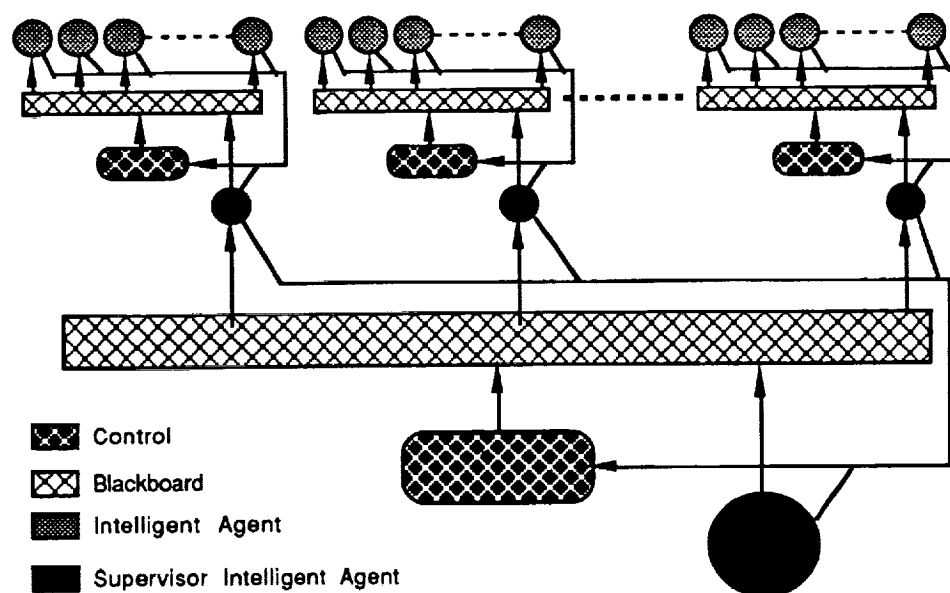 Control
Blackboard
Intelligent Agent
Supervisor Intelligent Agent